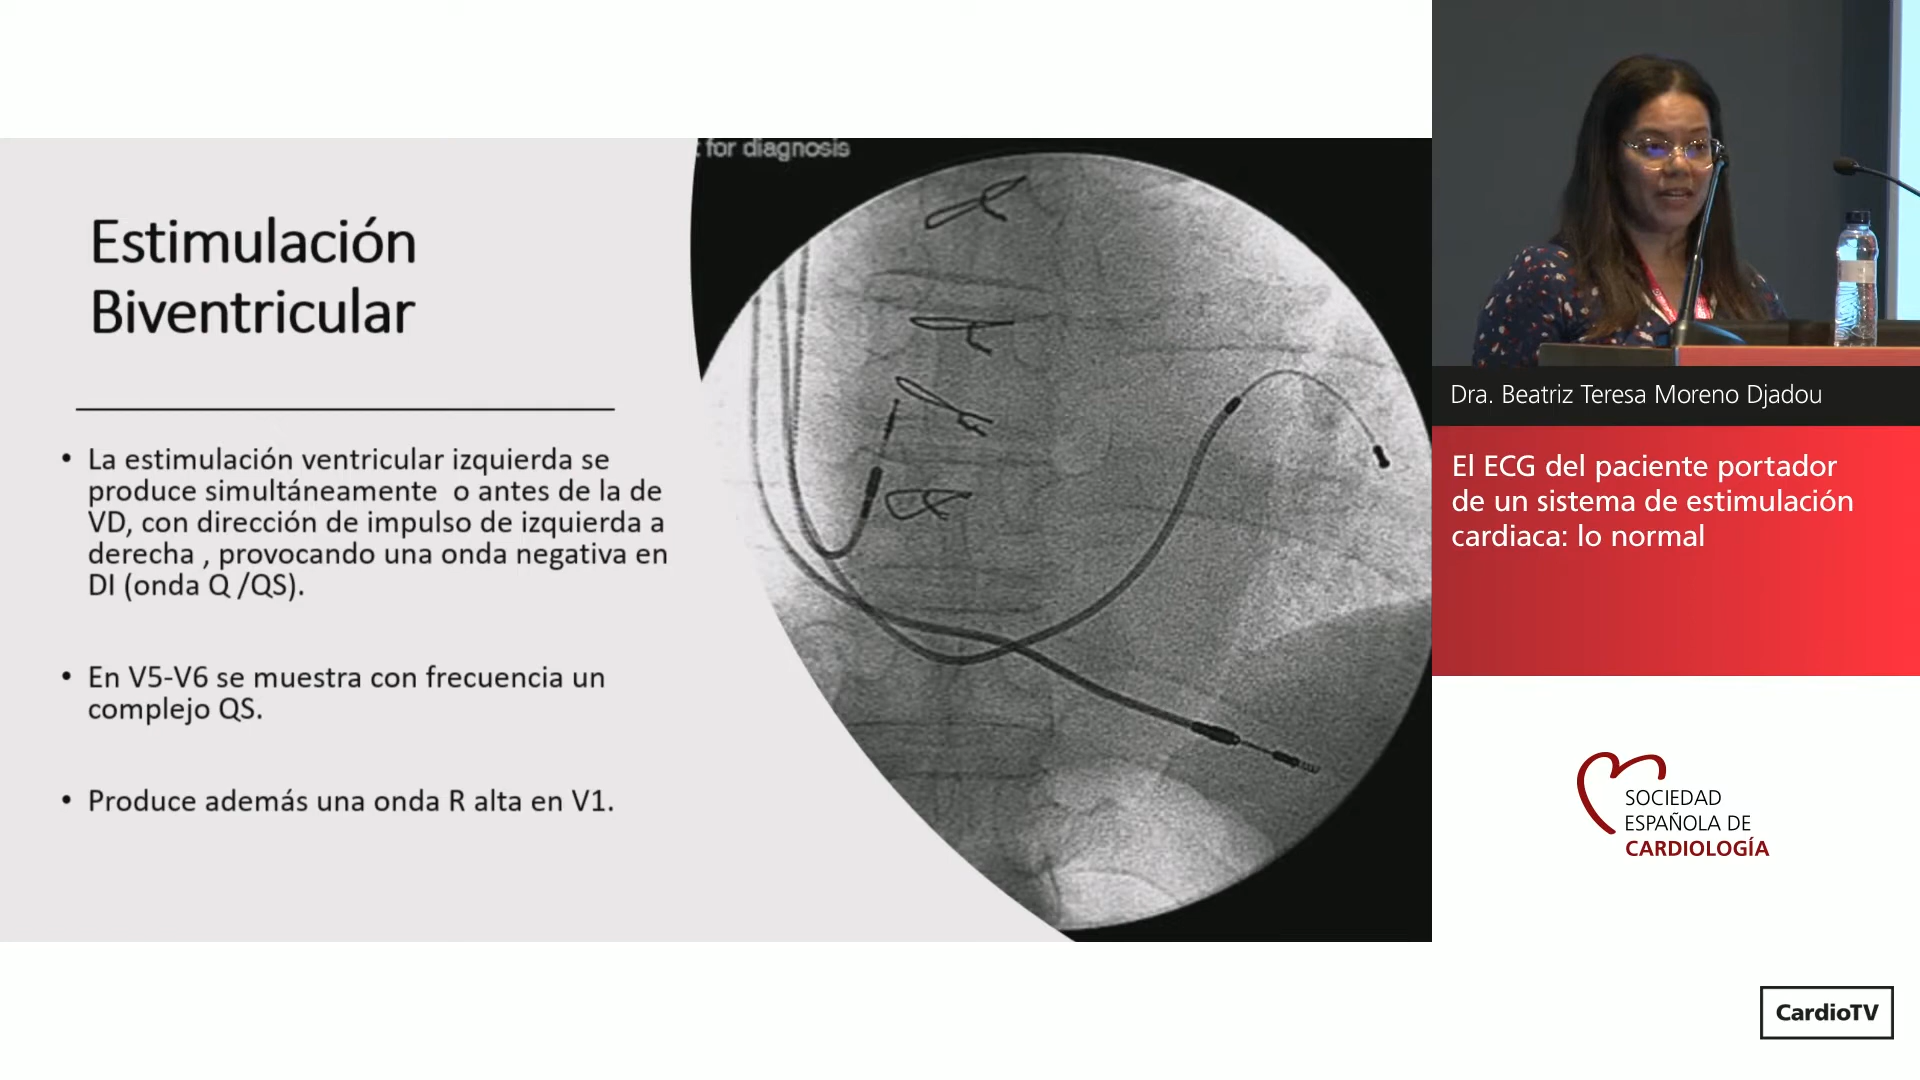 for diagnosis
Estimulación
Biventricular
• La estimulación ventricular izquierda se
produce simultáneamente o antes de la de
VD, con dirección de impulso de izquierda a
derecha , provocando una onda negativa en
DI (onda Q /QS).
• En V5-V6 se muestra con frecuencia un
complejo QS.
• Produce además una onda R alta en V1.
Dra. Beatriz Teresa Moreno Djadou
El ECG del paciente portador
de un sistema de estimulación
cardiaca: lo normal
SOCIEDAD
ESPAÑOLA DE
CARDIOLOGÍA
CardioTV